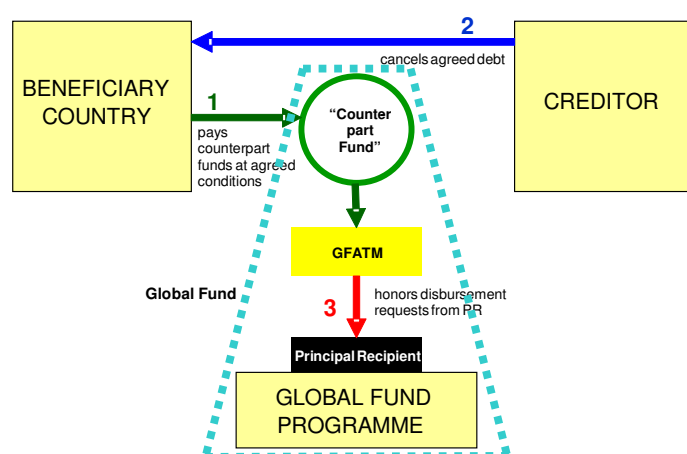 2
cancels agreed debt
BENEFICIARY
COUNTRY
CREDITOR
1
pays
counterpart
funds at agreed
conditions
“Counter
part
Fund”
GFATM
Global Fund
3
honors disbursement
requests from PR
Principal Recipient
GLOBAL FUND
PROGRAMME